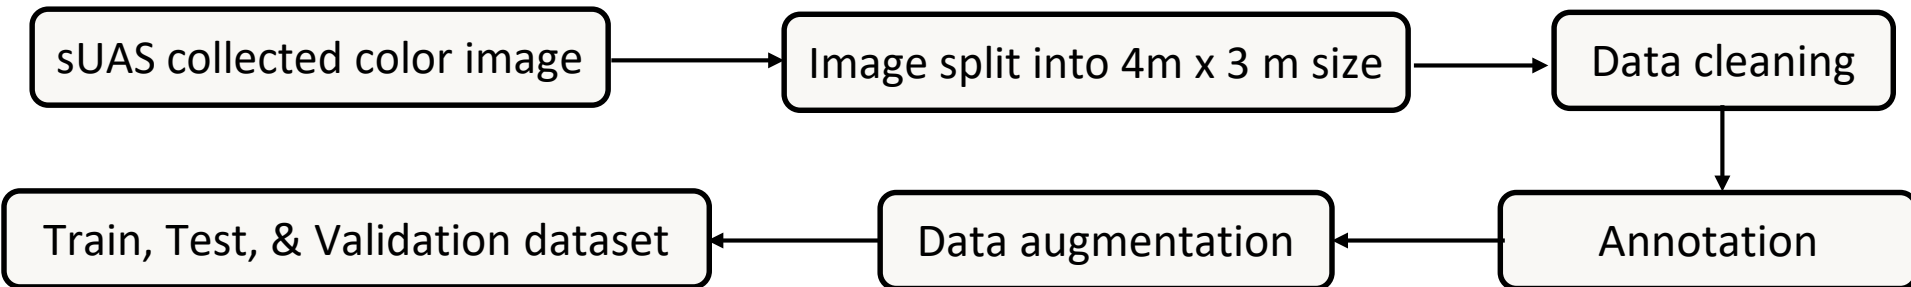 sUAS collected color image
Image split into 4m x 3 m size
Data cleaning
Annotation
Data augmentation
Train, Test, & Validation dataset